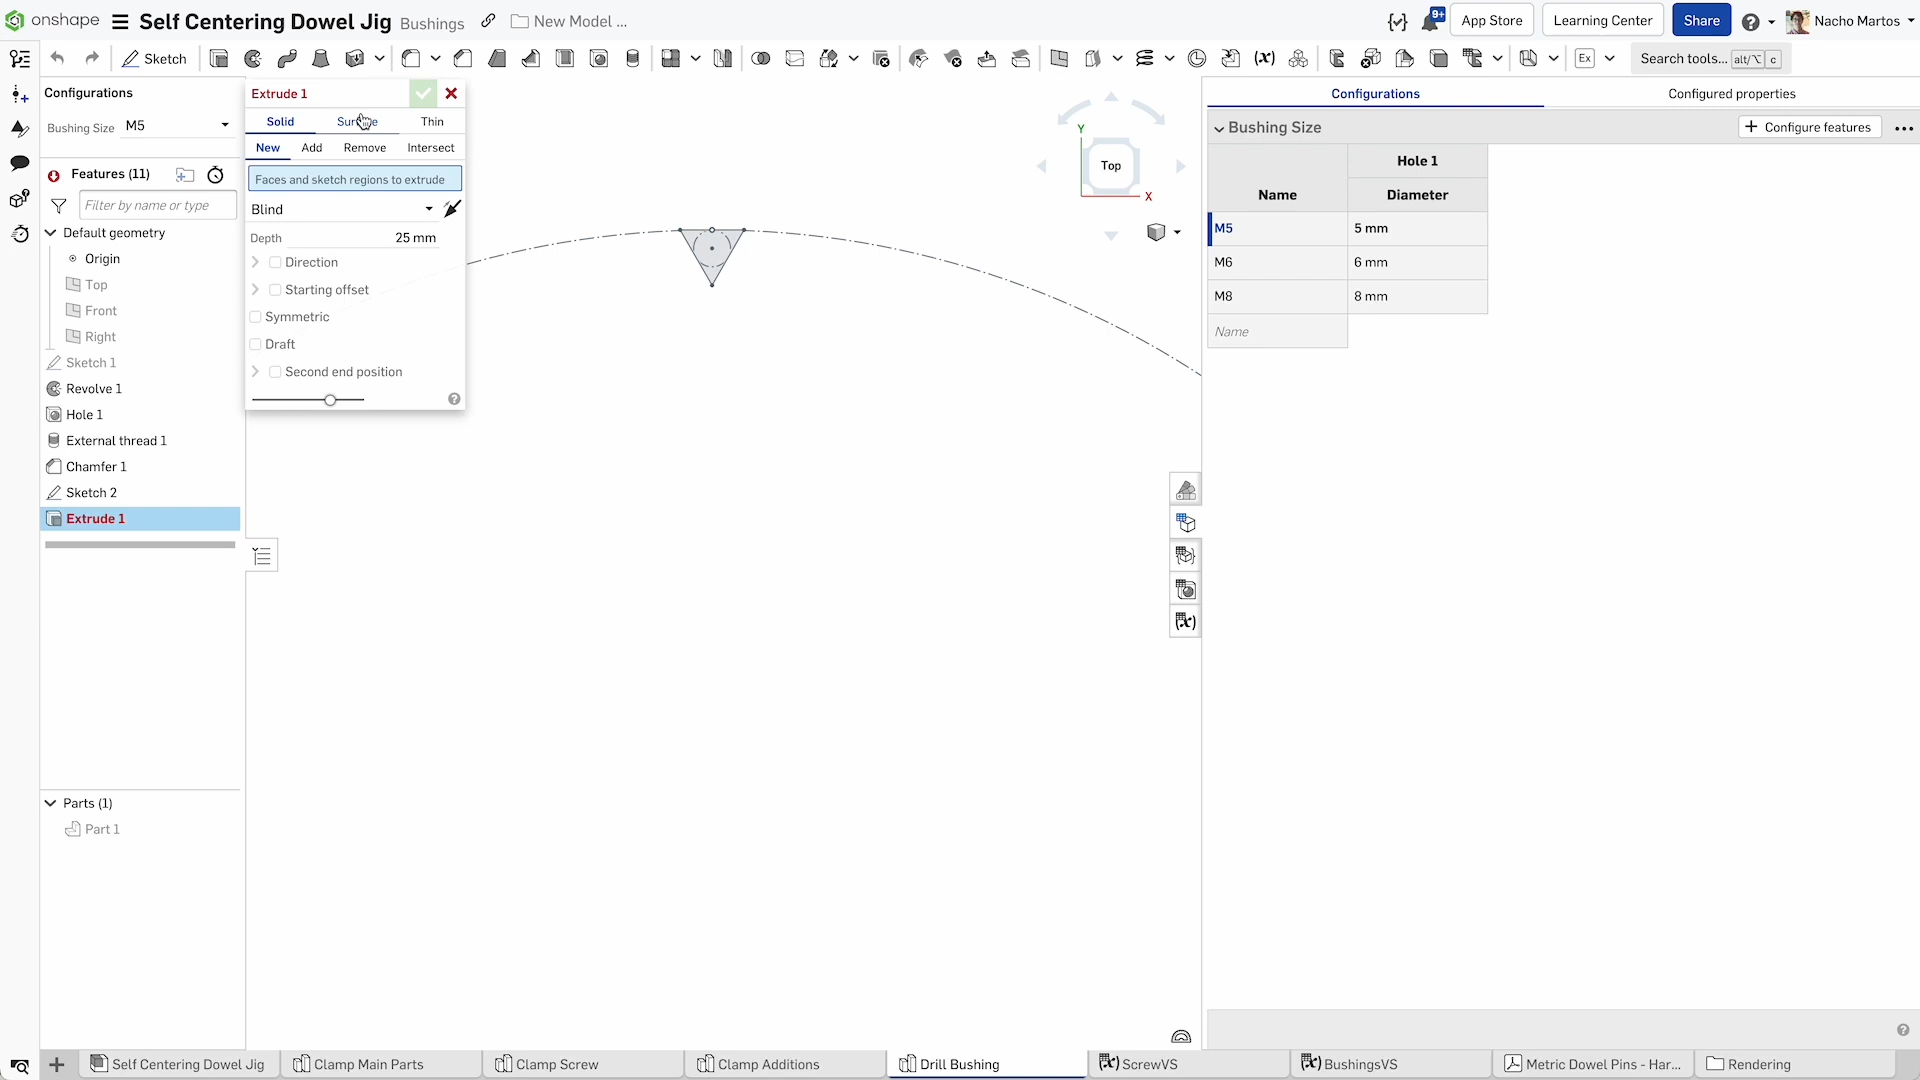 onshape
Self Centering Dowel Jig Bushings New Model ...
9+
App Store
Learning Center
Share
Nacho Martos
Sketch
Ex
Search tools... alt/⌥ c
Configurations
Bushing Size M5
Features (11)
Filter by name or type
Default geometry
Origin
Top
Front
Right
Sketch 1
Revolve 1
Hole 1
External thread 1
Chamfer 1
Sketch 2
Extrude 1
Parts (1)
Part 1
Extrude 1
Solid Thin
New Add Remove Intersect
Faces and sketch regions to extrude
Blind
Depth 25 mm
Direction
Starting offset
Symmetric
Draft
Second end position
Y
Top
X
Configurations Configured properties
Bushing Size
Configure features
Hole 1
Name Diameter
M5 5 mm
M6 6 mm
M8 8 mm
Name
Self Centering Dowel Jig
Clamp Main Parts
Clamp Screw
Clamp Additions
Drill Bushing
ScrewVS
BushingsVS
Metric Dowel Pins - Har...
Rendering